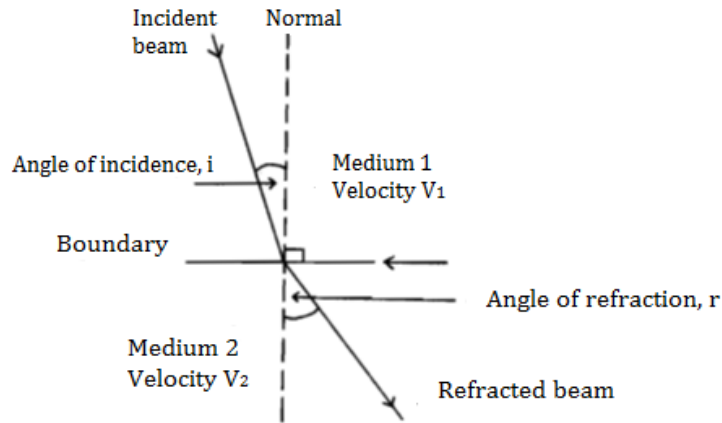 Incident
beam
Normal
Angle of incidence, i
Medium 1
Velocity V₁
Boundary
Angle of refraction, r
Medium 2
Velocity V₂
Refracted beam